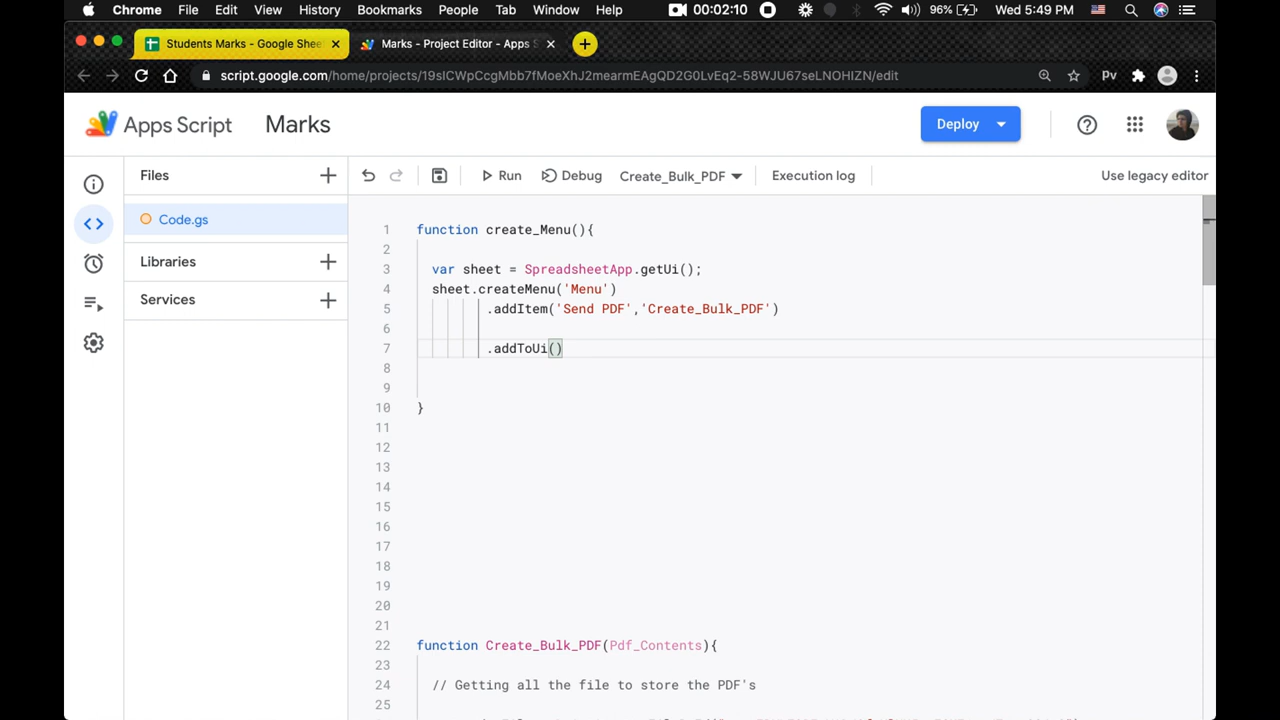 Chrome File Edit View History Bookmarks People Tab Window Help 00:02:10 96% Wed 5:49 PM
Students Marks - Google Shee Marks - Project Editor - Apps S
script.google.com/home/projects/19sICWpCcgMbb7fMoeXhJ2mearmEAgQD2G0LvEq2-58WJU67seLNOHIZN/edit Pv
Apps Script Marks Deploy
Files Run Debug Create_Bulk_PDF Execution log Use legacy editor
Code.gs
Libraries
Services
1 function create_Menu(){
2
3 var sheet = SpreadsheetApp.getUi();
4 sheet.createMenu('Menu')
5 .addItem('Send PDF','Create_Bulk_PDF')
6
7 .addToUi()
8
9
10 }
11
12
13
14
15
16
17
18
19
20
21
22 function Create_Bulk_PDF(Pdf_Contents){
23
24 // Getting all the file to store the PDF's
25